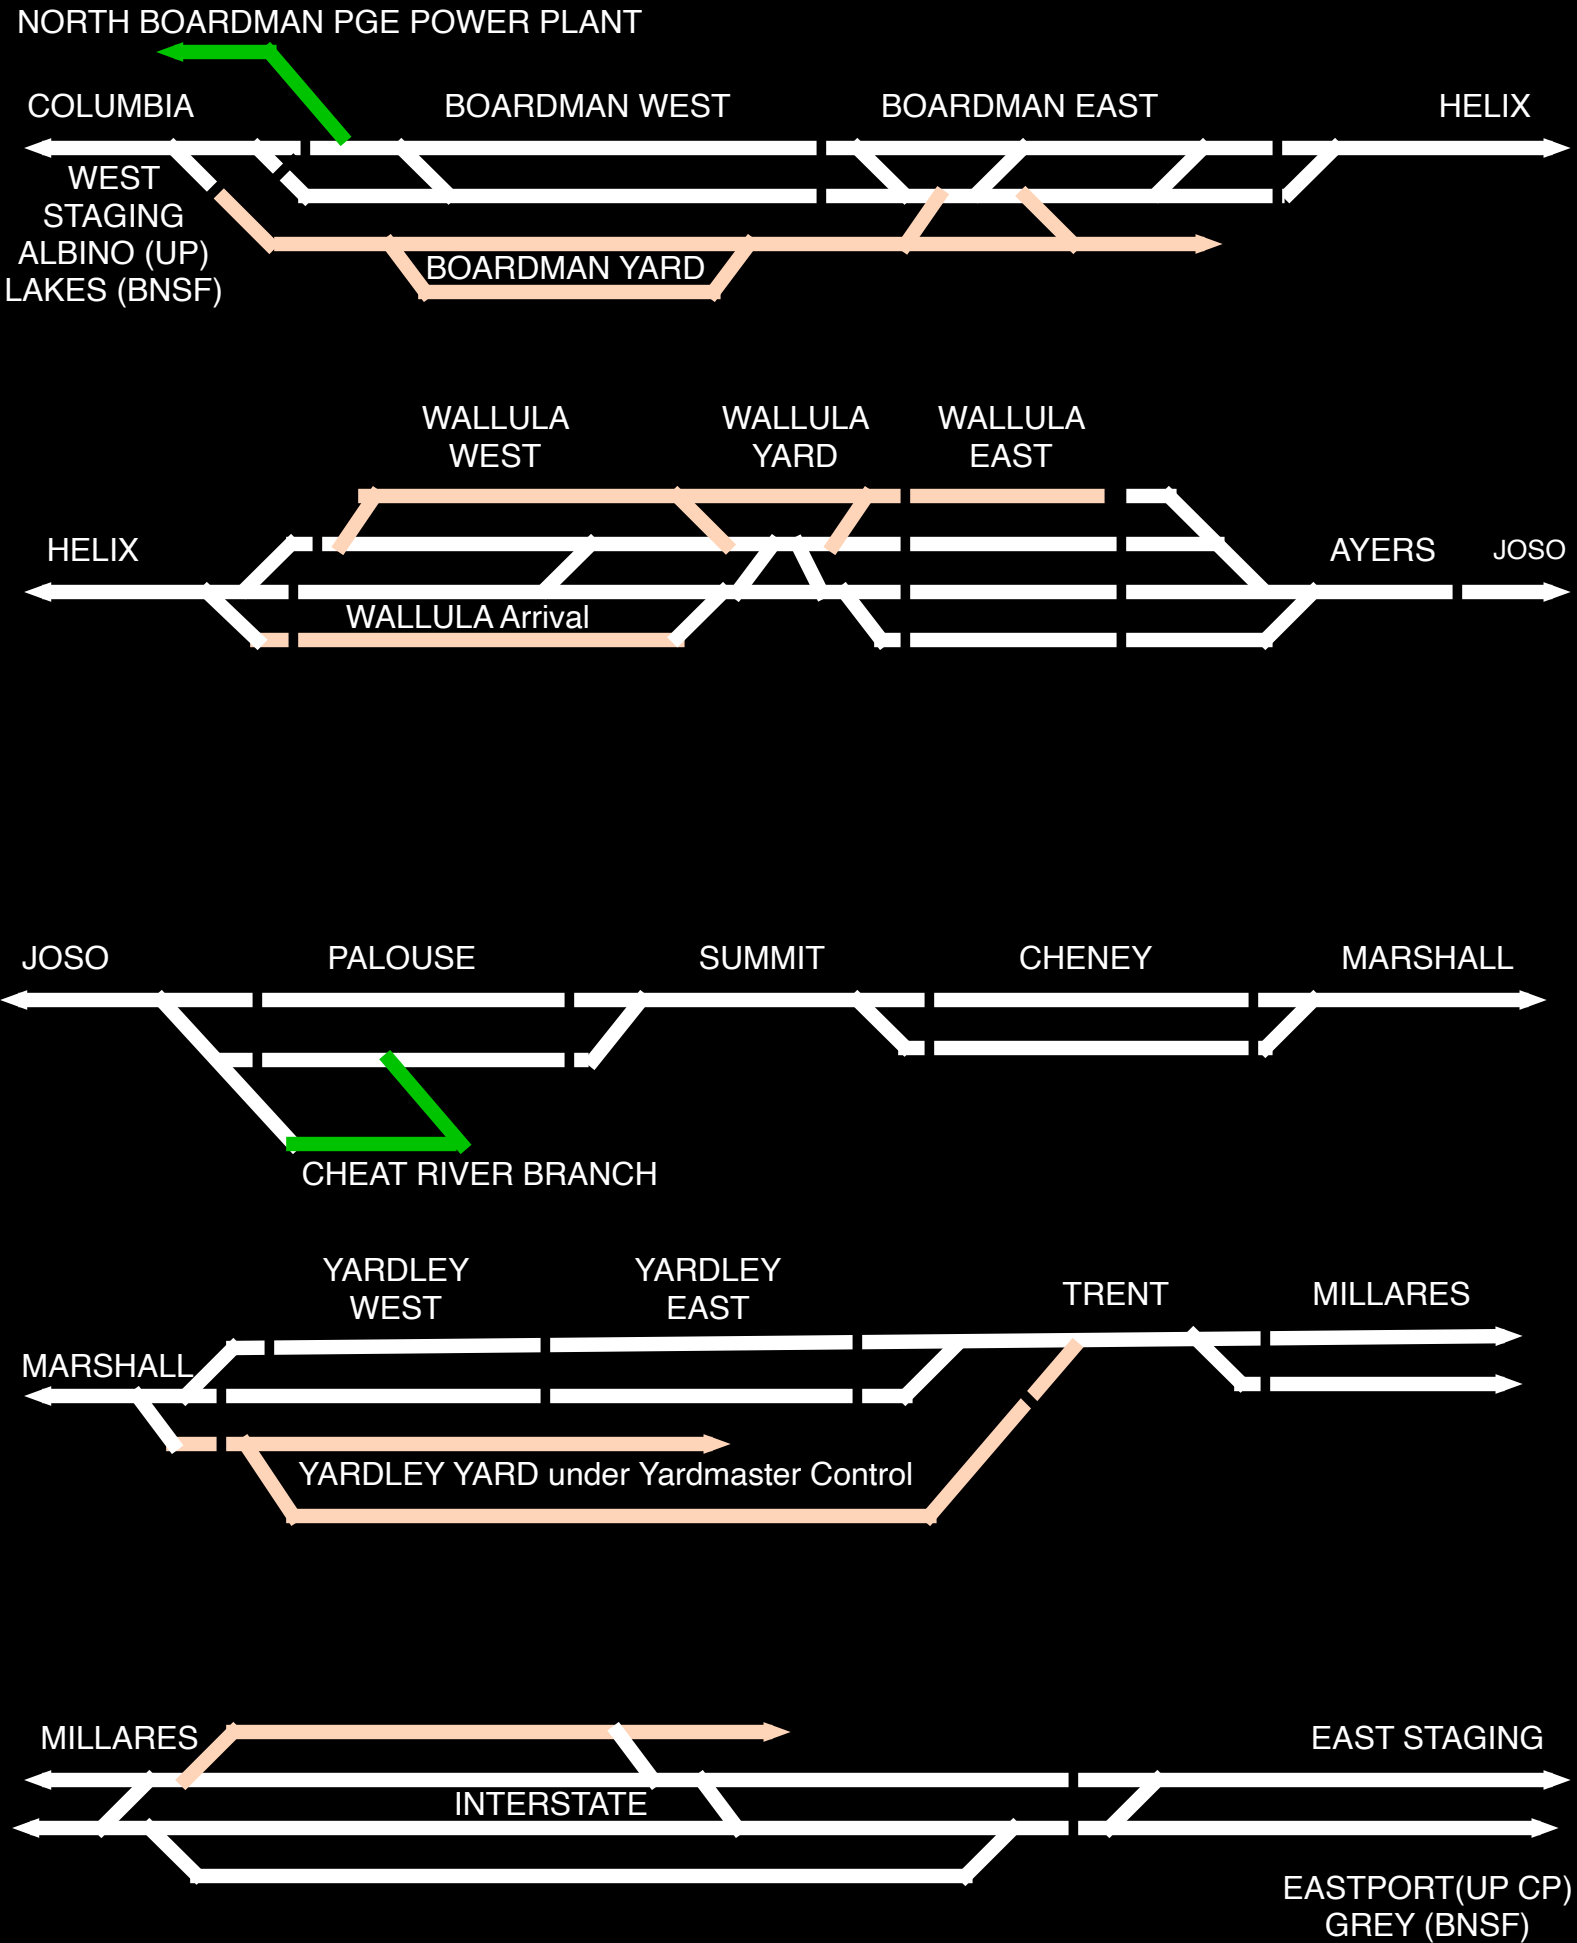 NORTH BOARDMAN PGE POWER PLANT
COLUMBIA
BOARDMAN WEST
BOARDMAN EAST
HELIX
WEST
STAGING
ALBINO (UP)
LAKES (BNSF)
BOARDMAN YARD
WALLULA
WEST
WALLULA
YARD
WALLULA
EAST
HELIX
AYERS
JOSO
WALLULA Arrival
JOSO
PALOUSE
SUMMIT
CHENEY
MARSHALL
CHEAT RIVER BRANCH
YARDLEY
WEST
YARDLEY
EAST
TRENT
MILLARES
MARSHALL
YARDLEY YARD under Yardmaster Control
MILLARES
EAST STAGING
INTERSTATE
EASTPORT(UP CP)
GREY (BNSF)